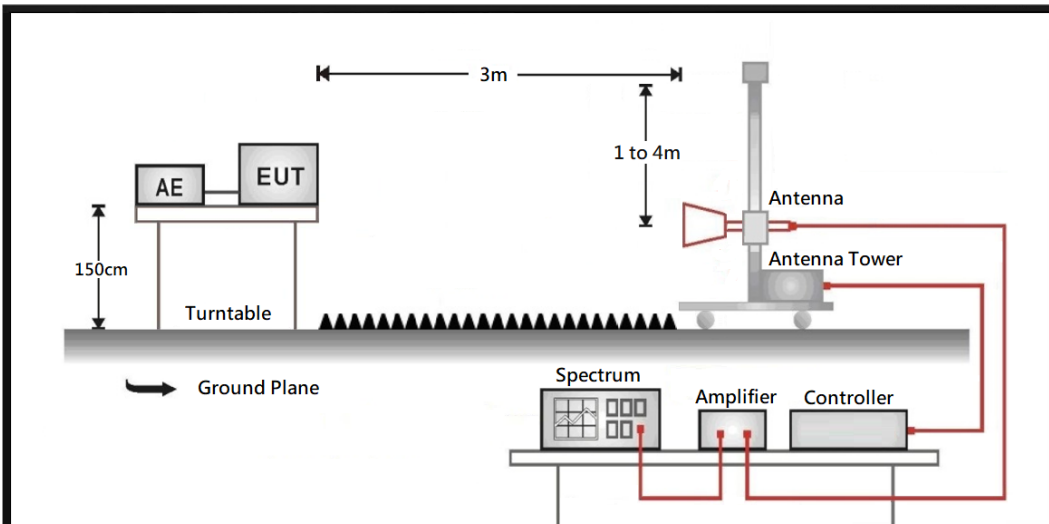 3m
1 to 4m
AE
EUT
Antenna
150cm
Antenna Tower
Turntable
Ground Plane
Spectrum
Amplifier
Controller